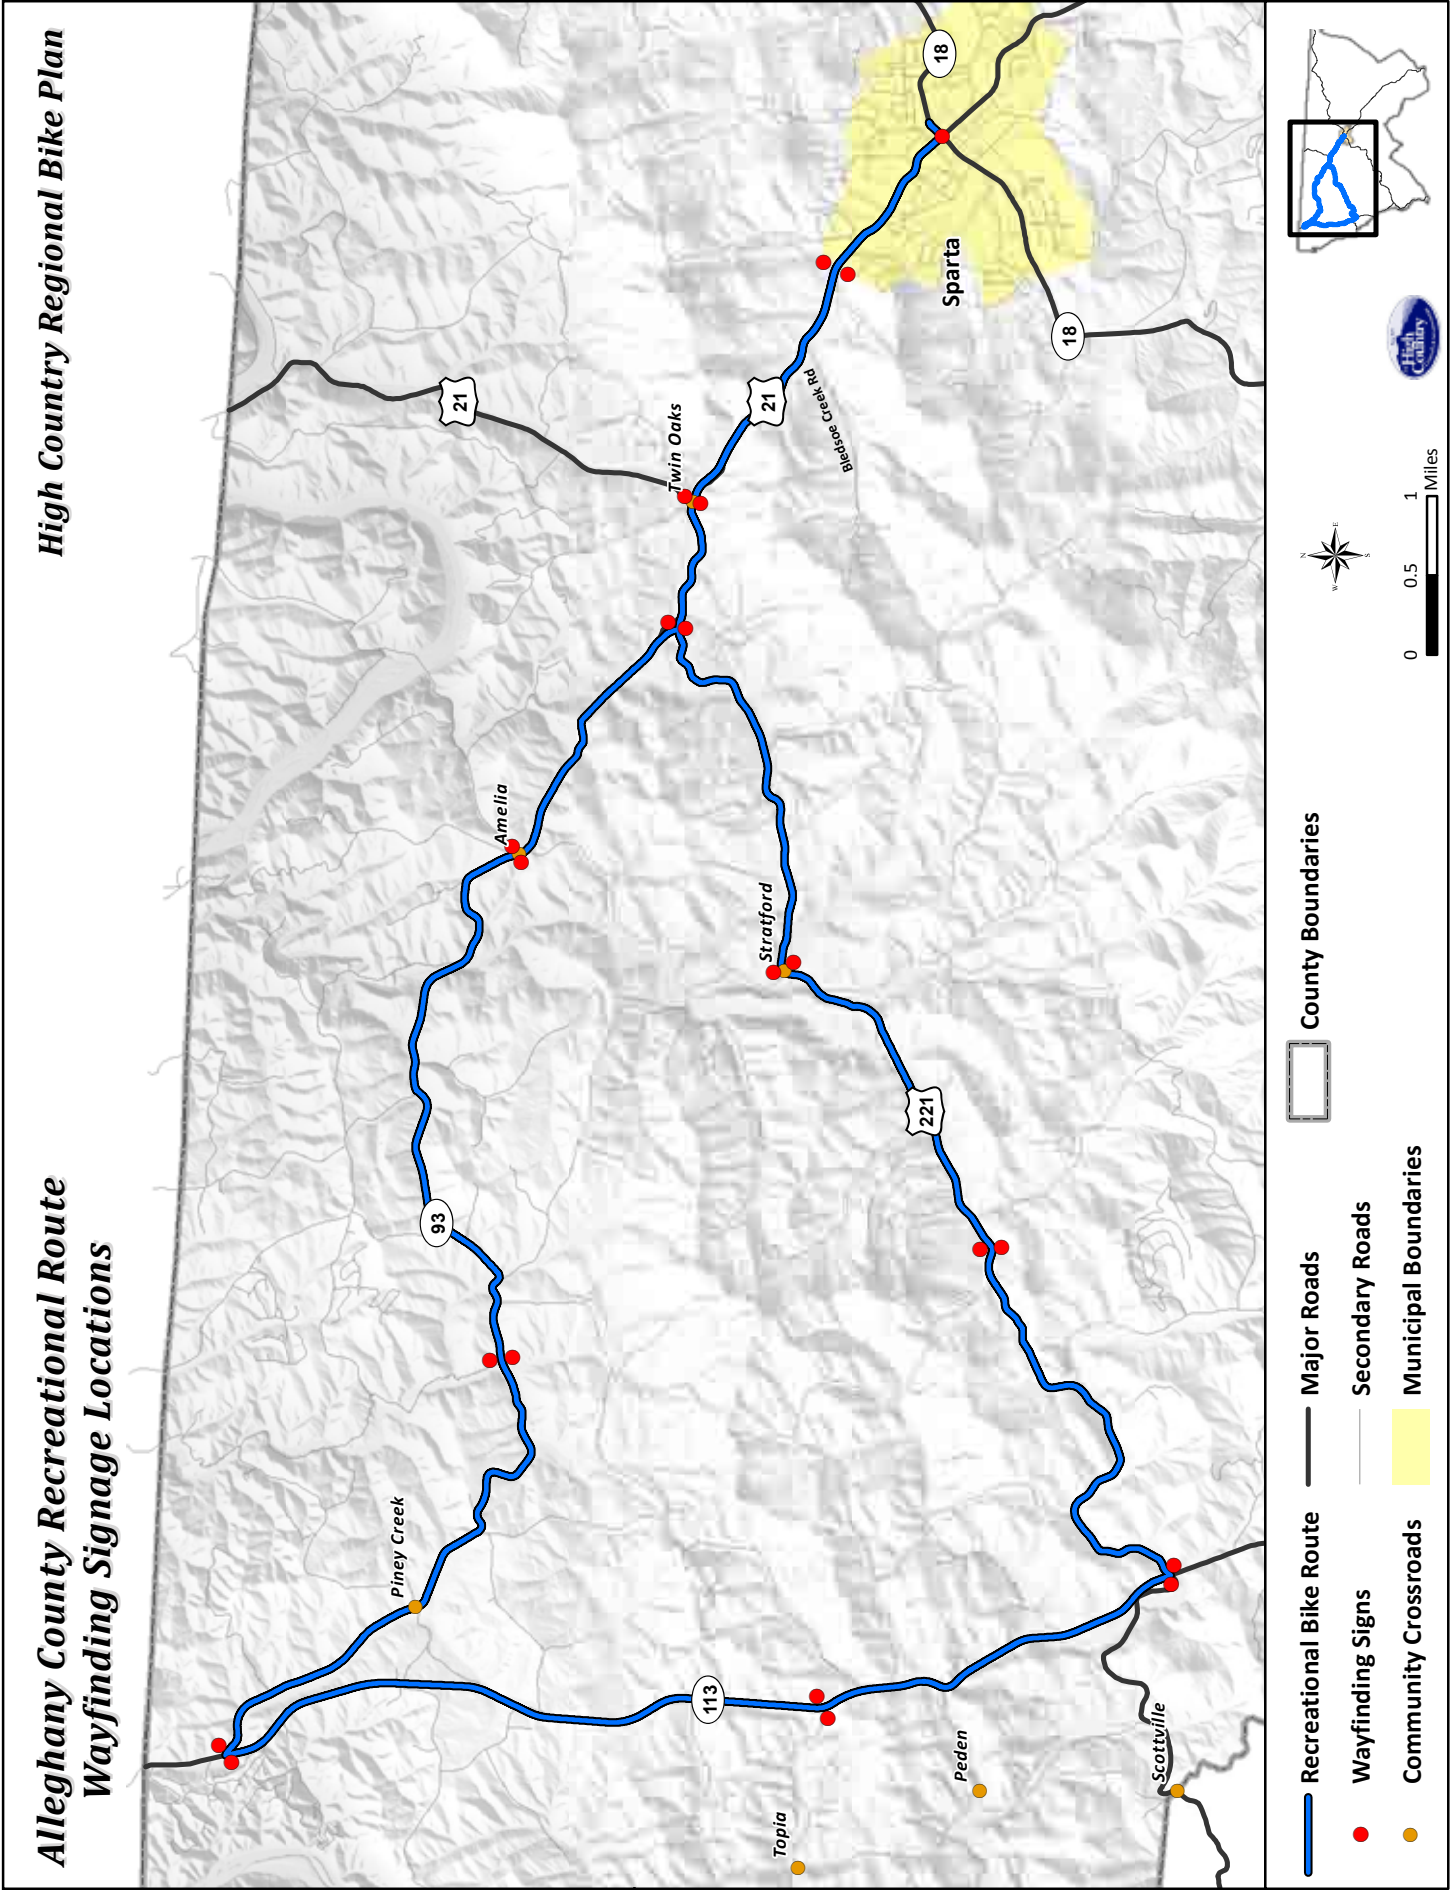 Alleghany County Recreational Route
Wayfinding Signage Locations
High Country Regional Bike Plan
93
Piney Creek
Amelia
21
Twin Oaks
21
Bledsoe Creek Rd
18
Sparta
18
Stratford
221
113
Topia
Peden
Scottville
Recreational Bike Route
Wayfinding Signs
Community Crossroads
Major Roads
Secondary Roads
Municipal Boundaries
County Boundaries
0 0.5 1
Miles
N
W E
S
High
Country